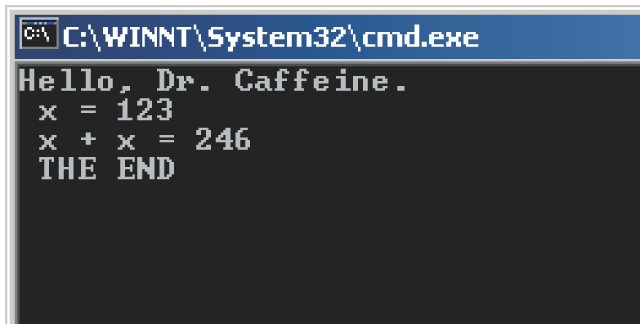 C:\WINNT\System32\cmd.exe
Hello, Dr. Caffeine.
x = 123
x + x = 246
THE END